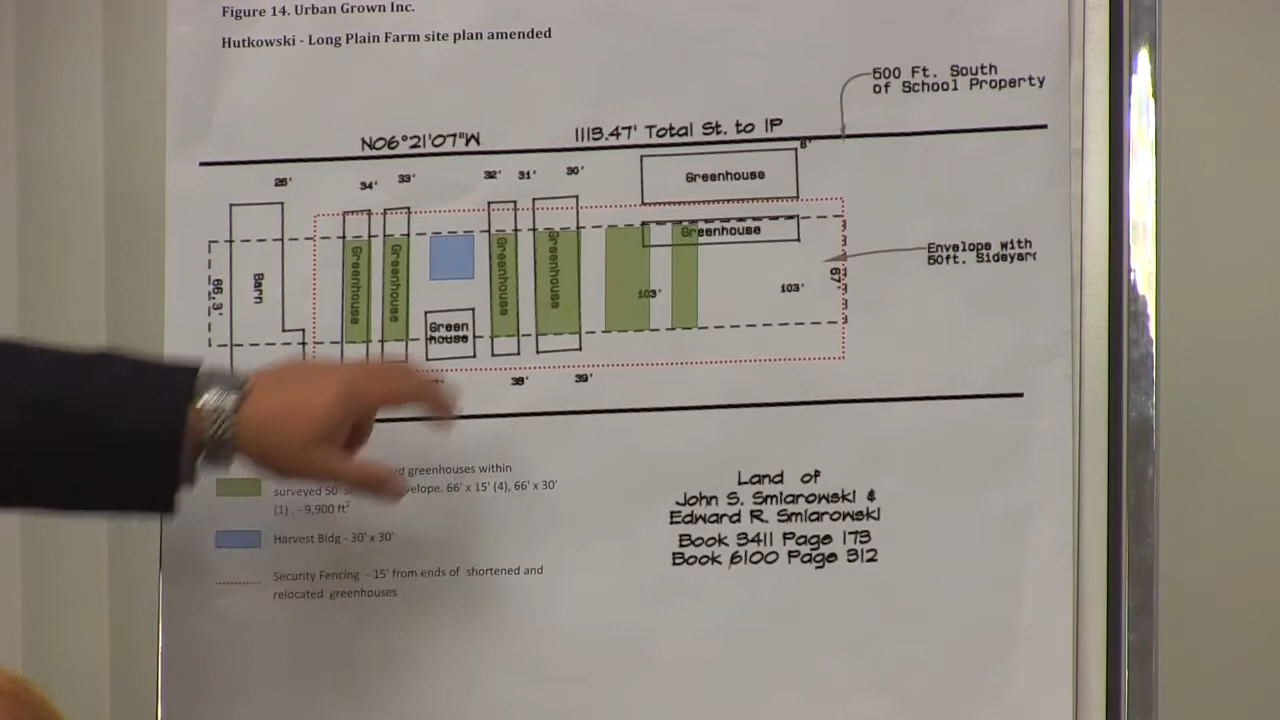 Figure 14. Urban Grown Inc.
Hutkowski - Long Plain Farm site plan amended
500 Ft. South
of School Property
N06°21'07"W
1113.47' Total St. to IP
8'
26'
34'
33'
32'
31'
30'
Greenhouse
Greenhouse
Barn
66.3'
Greenhouse
Greenhouse
Greenhouse
Greenhouse
Green
house
103'
103'
67'
Envelope with
50ft. Sideyard
38'
39'
greenhouses within
surveyed 50'
66' x 15' (4), 66' x 30'
(1) . - 9,900 ft²
Harvest Bldg - 30' x 30'
Security Fencing - 15' from ends of shortened and
relocated greenhouses
Land of
John S. Smiarowski &
Edward R. Smiarowski
Book 3411 Page 173
Book 6100 Page 312